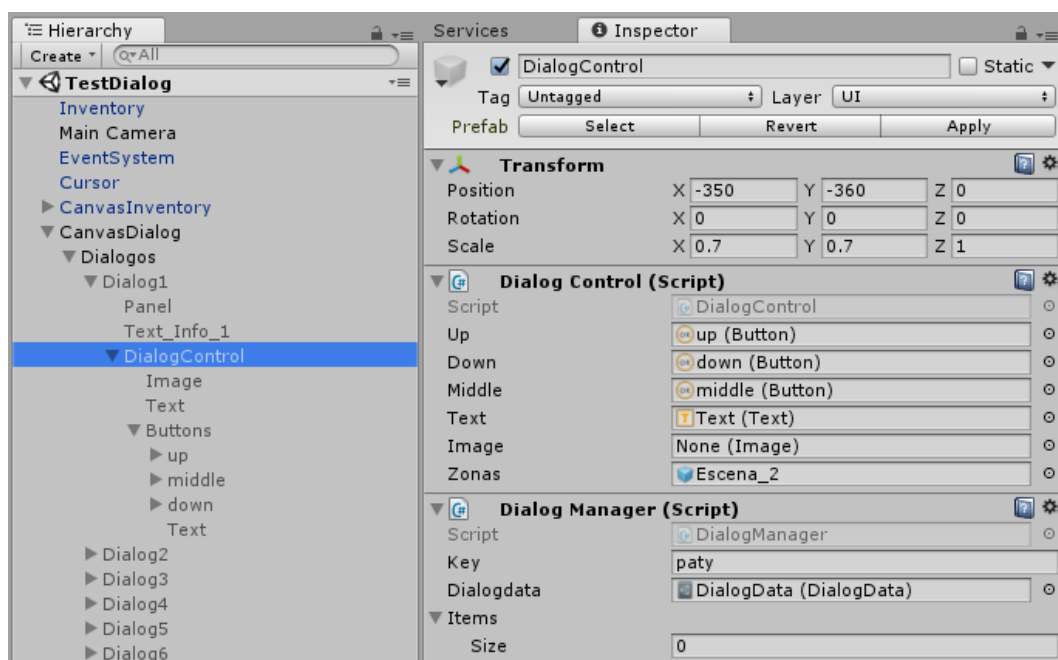 Hierarchy
Create All
TestDialog
Inventory
Main Camera
EventSystem
Cursor
CanvasInventory
CanvasDialog
Dialogos
Dialog1
Panel
Text_Info_1
DialogControl
Image
Text
Buttons
up
middle
down
Text
Dialog2
Dialog3
Dialog4
Dialog5
Dialog6
Services Inspector
DialogControl Static
Tag Untagged Layer UI
Prefab Select Revert Apply
Transform
Position X -350 Y -360 Z 0
Rotation X 0 Y 0 Z 0
Scale X 0.7 Y 0.7 Z 1
Dialog Control (Script)
Script DialogControl
Up up (Button)
Down down (Button)
Middle middle (Button)
Text Text (Text)
Image None (Image)
Zonas Escena_2
Dialog Manager (Script)
Script DialogManager
Key paty
Dialogdata DialogData (DialogData)
Items
Size 0